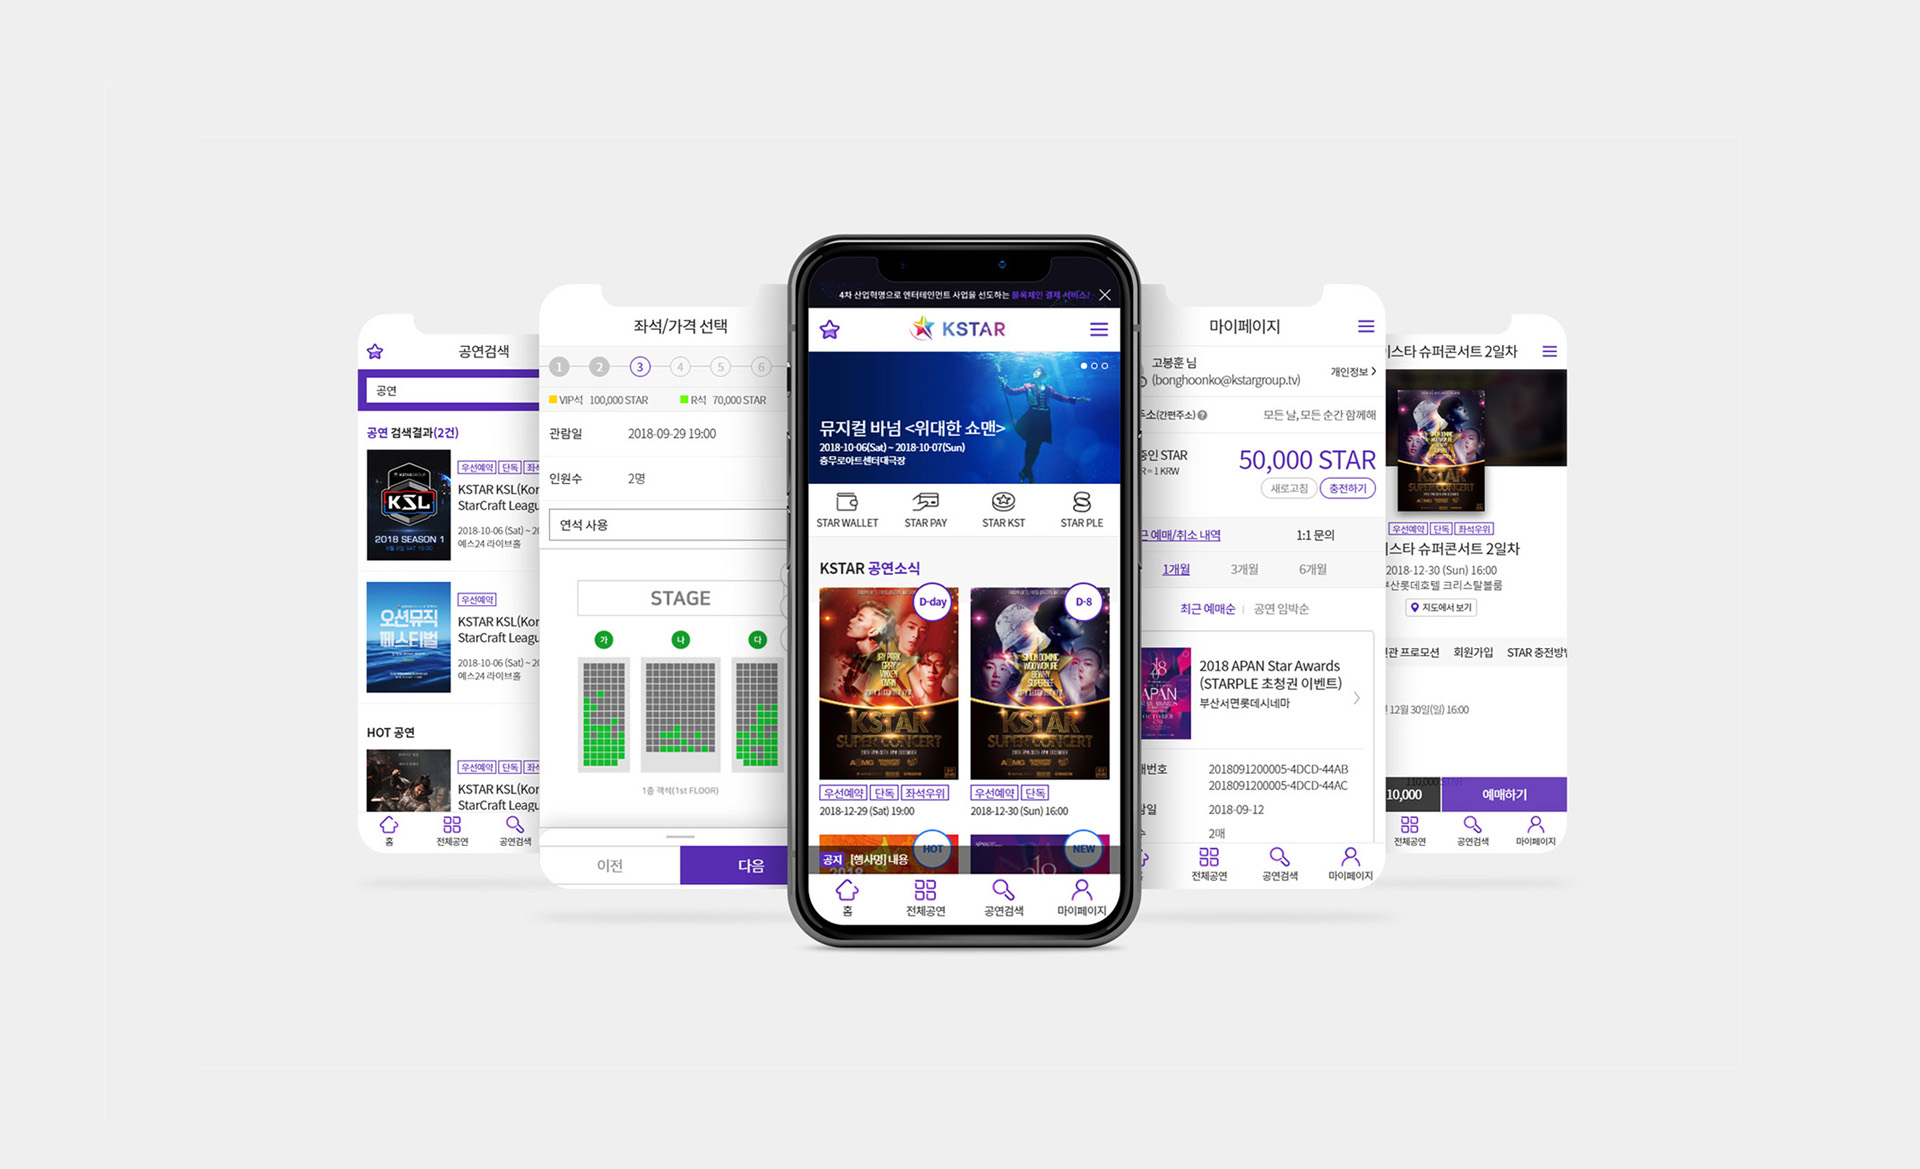 공연검색
공연
공연 검색결과(2건)
KSL
2018 SEASON 1
우선예약 단독
KSTAR KSL(Kor
StarCraft Leagu
2018-10-06 (Sat) ~ 20
예스24 라이브홀
오션뮤직
페스티벌
우선예약
KSTAR KSL(Kor
StarCraft Leagu
2018-10-06 (Sat) ~ 20
예스24 라이브홀
HOT 공연
우선예약 단독
KSTAR KSL(Kor
StarCraft Leagu
홈 전체공연 공연검색
좌석/가격 선택
1 2 3 4 5 6
VIP석 100,000 STAR R석 70,000 STAR
관람일 2018-09-29 19:00
인원수 2명
연석 사용
STAGE
가 나 다
1층 객석(1st FLOOR)
이전 다음
4차 산업혁명으로 엔터테인먼트 사업을 선도하는 블록체인 결제 서비스!
KSTAR
뮤지컬 바넘 <위대한 쇼맨>
2018-10-06(Sat) ~ 2018-10-07(Sun)
충무로아트센터대극장
STAR WALLET STAR PAY STAR KST STAR PLE
KSTAR 공연소식
D-day
JAY PARK
GRAY
KSTAR
SUPER CONCERT
D-8
SIMON DOMINIC
WOO WON JAE
BEWHY
SUPERBEE
KSTAR
SUPER CONCERT
우선예약 단독 좌석우위
2018-12-29 (Sat) 19:00
우선예약 단독
2018-12-30 (Sun) 16:00
HOT
NEW
공지 [행사명] 내용
홈 전체공연 공연검색 마이페이지
마이페이지
고봉훈 님
(bonghoonko@kstargroup.tv)
개인정보 >
소(간편주소) ? 모든 날, 모든 순간 함께해
중인 STAR 50,000 STAR
R = 1 KRW
새로고침 충전하기
예매/취소 내역 1:1 문의
1개월 3개월 6개월
최근 예매순 | 공연 임박순
2018 APAN Star Awards
(STARPLE 초청권 이벤트)
부산서면롯데시네마
매번호 2018091200005-4DCD-44AB
2018091200005-4DCD-44AC
일 2018-09-12
수 2매
전체공연 공연검색 마이페이지
스타 슈퍼콘서트 2일차
KSTAR
SUPER CONCERT
우선예약 단독 좌석우위
스타 슈퍼콘서트 2일차
2018-12-30 (Sun) 16:00
부산롯데호텔 크리스탈볼룸
지도에서 보기
관 프로모션 회원가입 STAR 충전방법
12월 30일(일) 16:00
110,000 STAR
10,000 예매하기
전체공연 공연검색 마이페이지